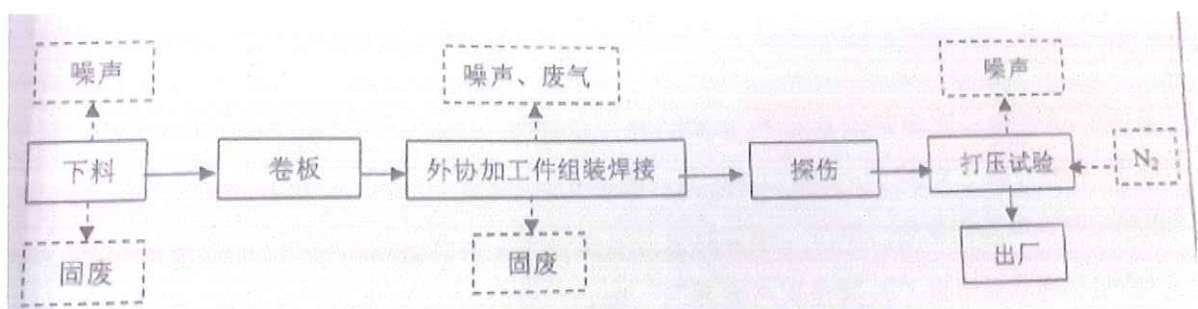 噪声
噪声、废气
噪声
下料
卷板
外协加工件组装焊接
探伤
打压试验
N₂
固废
固废
出厂